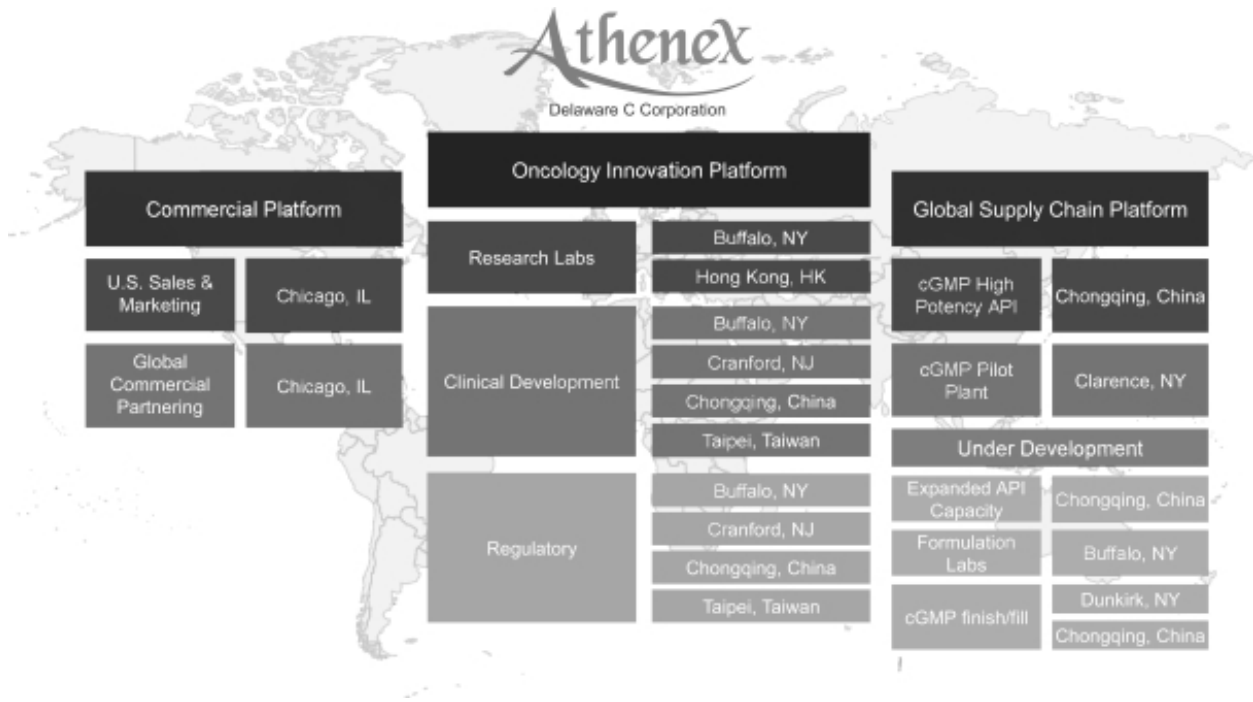 Athenex
Delaware C Corporation
Commercial Platform
U.S. Sales &
Marketing
Chicago, IL
Global
Commercial
Partnering
Chicago, IL
Oncology Innovation Platform
Research Labs
Buffalo, NY
Hong Kong, HK
Clinical Development
Buffalo, NY
Cranford, NJ
Chongqing, China
Taipei, Taiwan
Regulatory
Buffalo, NY
Cranford, NJ
Chongqing, China
Taipei, Taiwan
Global Supply Chain Platform
cGMP High
Potency API
Chongqing, China
cGMP Pilot
Plant
Clarence, NY
Under Development
Expanded API
Capacity
Chongqing, China
Formulation
Labs
Buffalo, NY
cGMP finish/fill
Dunkirk, NY
Chongqing, China